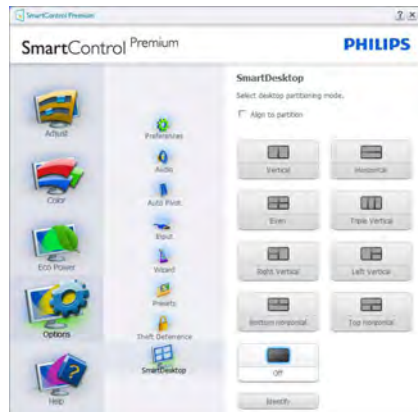 SmartControl Premium
SmartControl Premium
PHILIPS
Adjust
Color
Eco Power
Options
Help
Preferences
Audio
Auto Pivot
Input
Wizard
Presets
Theft Deterrence
SmartDesktop
SmartDesktop
Select desktop partitioning mode.
Align to partition
Vertical
Horizontal
Even
Triple Vertical
Right Vertical
Left Vertical
Bottom Horizontal
Top Horizontal
Off
Identify